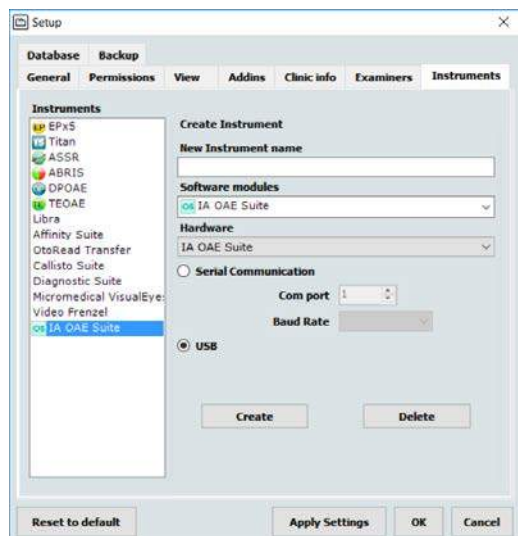 Setup
Database Backup
General Permissions View Addins Clinic info Examiners Instruments
Instruments
EP EPx5
Titan
ASSR
ABRIS
DPOAE
TEOAE
Libra
Affinity Suite
OtoRead Transfer
Callisto Suite
Diagnostic Suite
Micromedical VisualEye
Video Frenzel
OS IA OAE Suite
Create Instrument
New Instrument name
Software modules
OS IA OAE Suite
Hardware
IA OAE Suite
Serial Communication
Com port 1
Baud Rate
USB
Create Delete
Reset to default Apply Settings OK Cancel